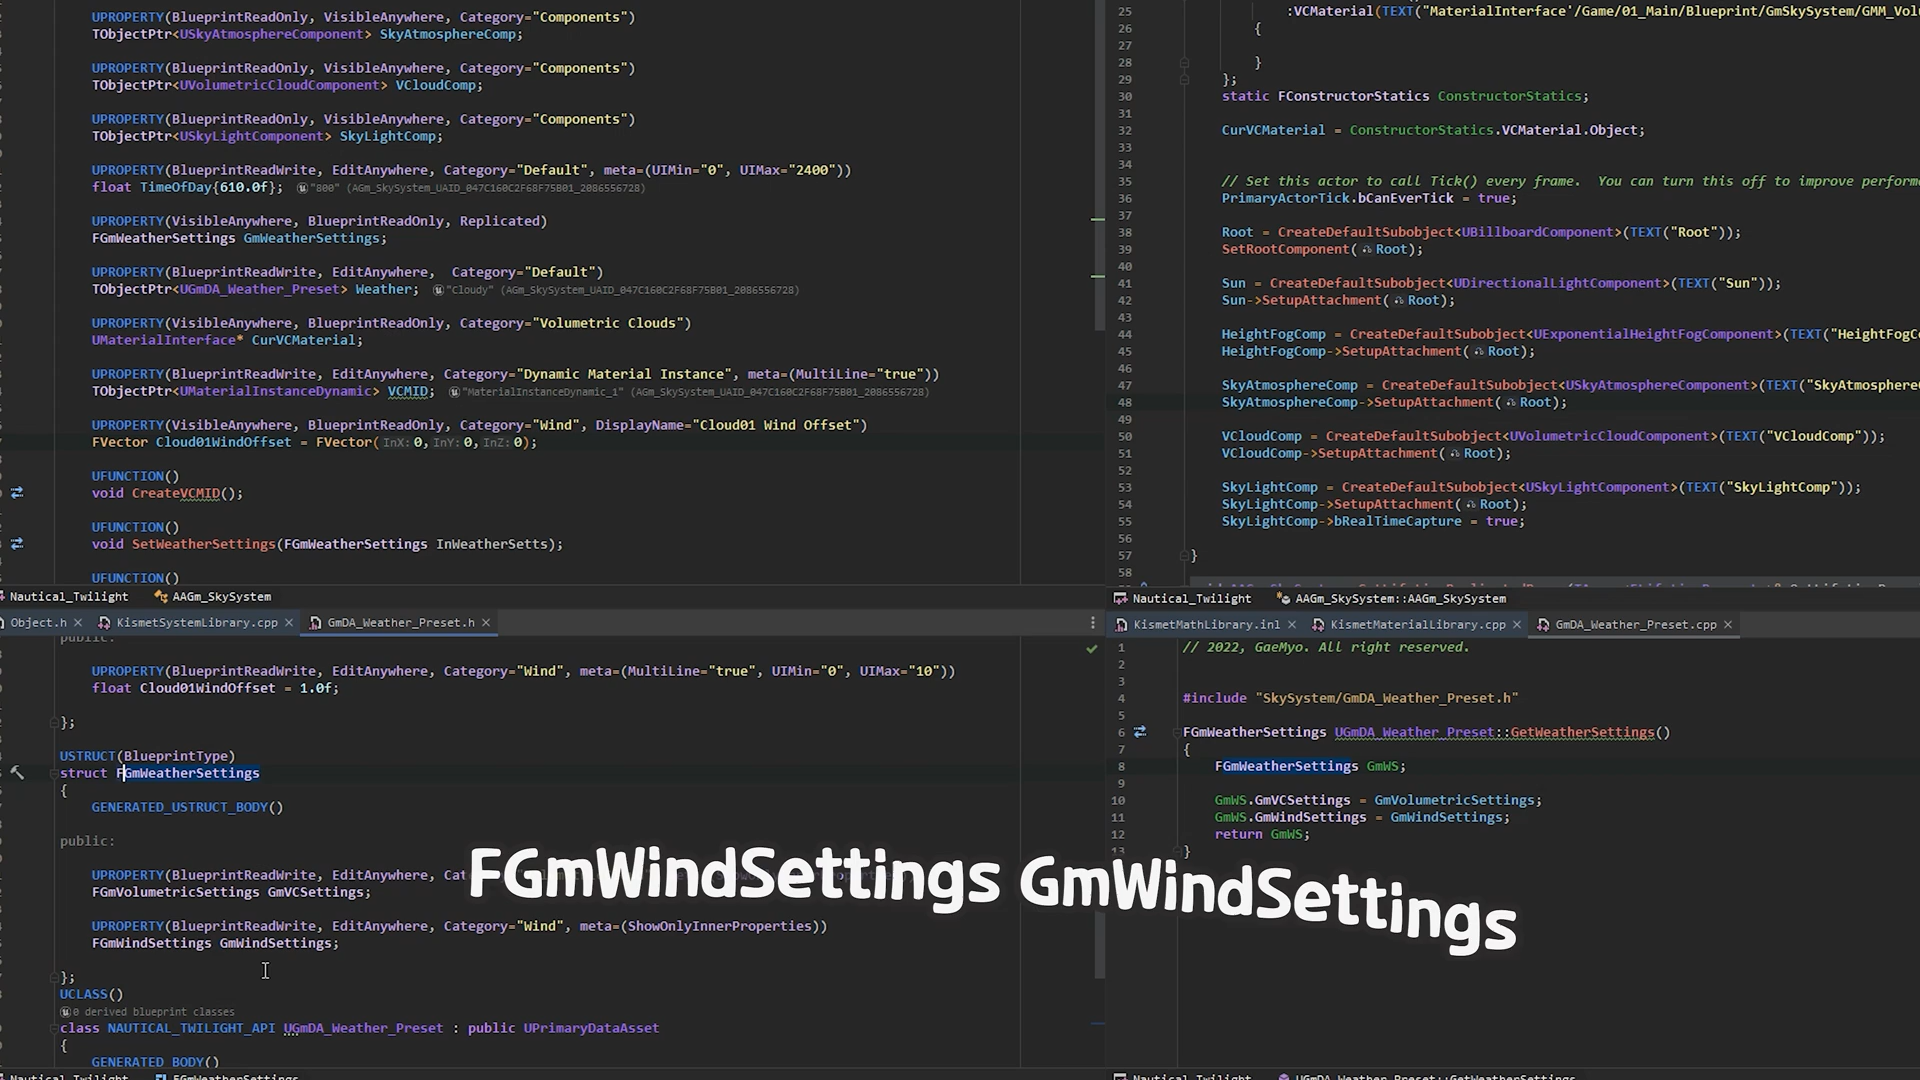 UPROPERTY(BlueprintReadOnly, VisibleAnywhere, Category="Components")
TObjectPtr<USkyAtmosphereComponent> SkyAtmosphereComp;
UPROPERTY(BlueprintReadOnly, VisibleAnywhere, Category="Components")
TObjectPtr<UVolumetricCloudComponent> VCloudComp;
UPROPERTY(BlueprintReadOnly, VisibleAnywhere, Category="Components")
TObjectPtr<USkyLightComponent> SkyLightComp;
UPROPERTY(BlueprintReadWrite, EditAnywhere, Category="Default", meta=(UIMin="0", UIMax="2400"))
float TimeOfDay{610.0f}; "800" (AGm_SkySystem_UAID_047C160C2F68F75B01_2086556728)
UPROPERTY(VisibleAnywhere, BlueprintReadOnly, Replicated)
FGmWeatherSettings GmWeatherSettings;
UPROPERTY(BlueprintReadWrite, EditAnywhere,  Category="Default")
TObjectPtr<UGmDA_Weather_Preset> Weather; "Cloudy" (AGm_SkySystem_UAID_047C160C2F68F75B01_2086556728)
UPROPERTY(VisibleAnywhere, BlueprintReadOnly, Category="Volumetric Clouds")
UMaterialInterface* CurVCMaterial;
UPROPERTY(BlueprintReadWrite, EditAnywhere, Category="Dynamic Material Instance", meta=(MultiLine="true"))
TObjectPtr<UMaterialInstanceDynamic> VCMID; "MaterialInstanceDynamic_1" (AGm_SkySystem_UAID_047C160C2F68F75B01_2086556728)
UPROPERTY(VisibleAnywhere, BlueprintReadOnly, Category="Wind", DisplayName="Cloud01 Wind Offset")
FVector Cloud01WindOffset = FVector(InX: 0, InY: 0, InZ: 0);
UFUNCTION()
void CreateVCMID();
UFUNCTION()
void SetWeatherSettings(FGmWeatherSettings InWeatherSetts);
UFUNCTION()
Nautical_Twilight AAGm_SkySystem
25 :VCMaterial(TEXT("MaterialInterface'/Game/01_Main/Blueprint/GmSkySystem/GMM_Volu
26 {
27
28 }
29 };
30 static FConstructorStatics ConstructorStatics;
31
32 CurVCMaterial = ConstructorStatics.VCMaterial.Object;
33
34
35 // Set this actor to call Tick() every frame.  You can turn this off to improve perform
36 PrimaryActorTick.bCanEverTick = true;
37
38 Root = CreateDefaultSubobject<UBillboardComponent>(TEXT("Root"));
39 SetRootComponent( Root);
40
41 Sun = CreateDefaultSubobject<UDirectionalLightComponent>(TEXT("Sun"));
42 Sun->SetupAttachment( Root);
43
44 HeightFogComp = CreateDefaultSubobject<UExponentialHeightFogComponent>(TEXT("HeightFogC
45 HeightFogComp->SetupAttachment( Root);
46
47 SkyAtmosphereComp = CreateDefaultSubobject<USkyAtmosphereComponent>(TEXT("SkyAtmosphere
48 SkyAtmosphereComp->SetupAttachment( Root);
49
50 VCloudComp = CreateDefaultSubobject<UVolumetricCloudComponent>(TEXT("VCloudComp"));
51 VCloudComp->SetupAttachment( Root);
52
53 SkyLightComp = CreateDefaultSubobject<USkyLightComponent>(TEXT("SkyLightComp"));
54 SkyLightComp->SetupAttachment( Root);
55 SkyLightComp->bRealTimeCapture = true;
56
57 }
58
Nautical_Twilight AAGm_SkySystem::AAGm_SkySystem
Object.h KismetSystemLibrary.cpp GmDA_Weather_Preset.h
public:
UPROPERTY(BlueprintReadWrite, EditAnywhere, Category="Wind", meta=(MultiLine="true", UIMin="0", UIMax="10"))
float Cloud01WindOffset = 1.0f;
};
USTRUCT(BlueprintType)
struct FGmWeatherSettings
{
GENERATED_USTRUCT_BODY()
public:
UPROPERTY(BlueprintReadWrite, EditAnywhere,
FGmVolumetricSettings GmVCSettings;
UPROPERTY(BlueprintReadWrite, EditAnywhere, Category="Wind", meta=(ShowOnlyInnerProperties))
FGmWindSettings GmWindSettings;
};
UCLASS()
0 derived blueprint classes
class NAUTICAL_TWILIGHT_API UGmDA_Weather_Preset : public UPrimaryDataAsset
{
GENERATED_BODY()
Nautical_Twilight FGmWeatherSettings
KismetMathLibrary.inl KismetMaterialLibrary.cpp GmDA_Weather_Preset.cpp
1 // 2022, GaeMyo. All right reserved.
2
3
4 #include "SkySystem/GmDA_Weather_Preset.h"
5
6 FGmWeatherSettings UGmDA_Weather_Preset::GetWeatherSettings()
7 {
8 FGmWeatherSettings GmWS;
9
10 GmWS.GmVCSettings = GmVolumetricSettings;
11 GmWS.GmWindSettings = GmWindSettings;
12 return GmWS;
13 }
Nautical_Twilight UGmDA_Weather_Preset::GetWeatherSettings
FGmWindSettings GmWindSettings